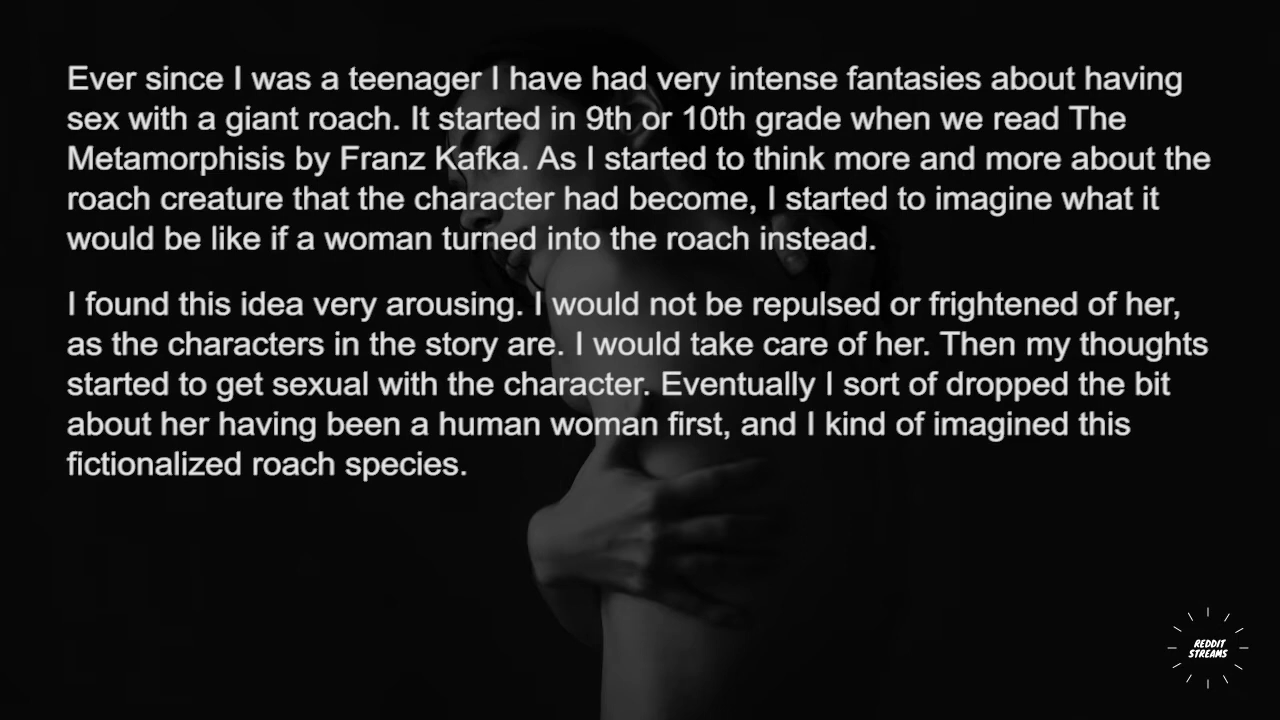 Ever since I was a teenager I have had very intense fantasies about having
sex with a giant roach. It started in 9th or 10th grade when we read The
Metamorphisis by Franz Kafka. As I started to think more and more about the
roach creature that the character had become, I started to imagine what it
would be like if a woman turned into the roach instead.
I found this idea very arousing. I would not be repulsed or frightened of her,
as the characters in the story are. I would take care of her. Then my thoughts
started to get sexual with the character. Eventually I sort of dropped the bit
about her having been a human woman first, and I kind of imagined this
fictionalized roach species.
REDDIT
STREAMS